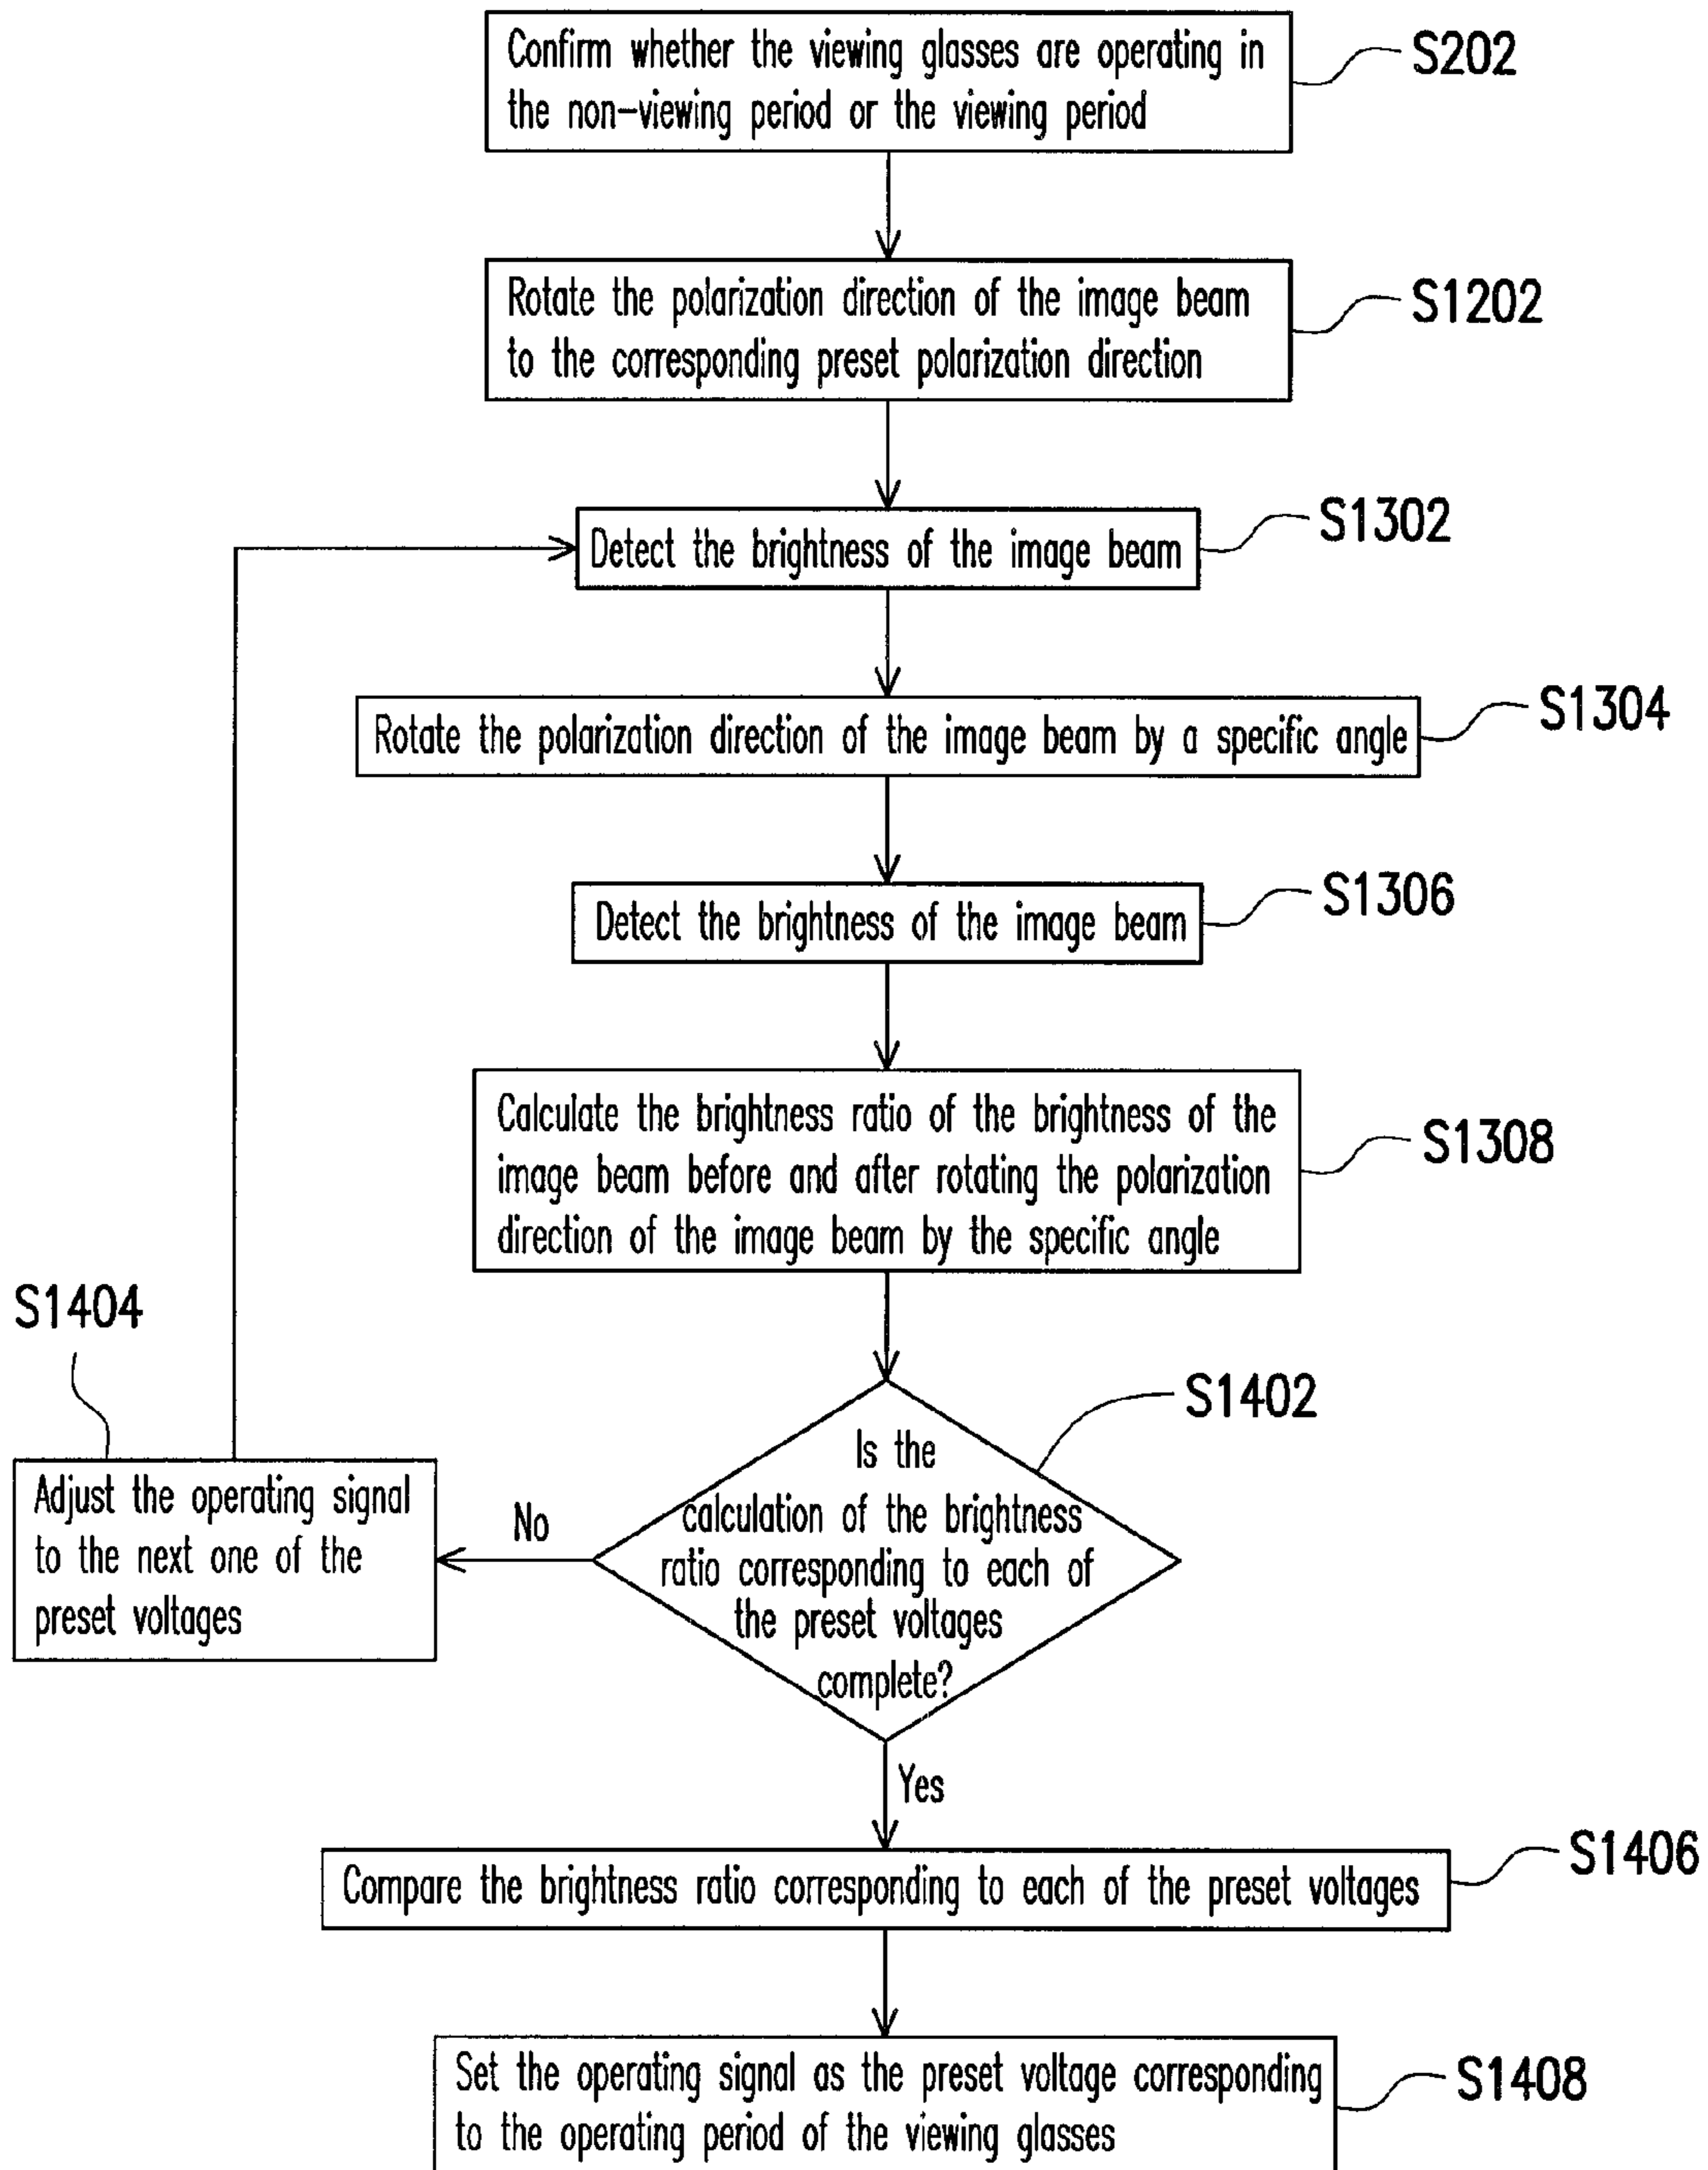 Confirm whether the viewing glasses are operating in
the non-viewing period or the viewing period
S202
Rotate the polarization direction of the image beam
to the corresponding preset polarization direction
S1202
Detect the brightness of the image beam
S1302
Rotate the polarization direction of the image beam by a specific angle
S1304
Detect the brightness of the image beam
S1306
Calculate the brightness ratio of the brightness of the
image beam before and after rotating the polarization
direction of the image beam by the specific angle
S1308
S1402
Is the
calculation of the brightness
ratio corresponding to each of
the preset voltages
complete?
No
S1404
Adjust the operating signal
to the next one of the
preset voltages
Yes
Compare the brightness ratio corresponding to each of the preset voltages
S1406
Set the operating signal as the preset voltage corresponding
to the operating period of the viewing glasses
S1408